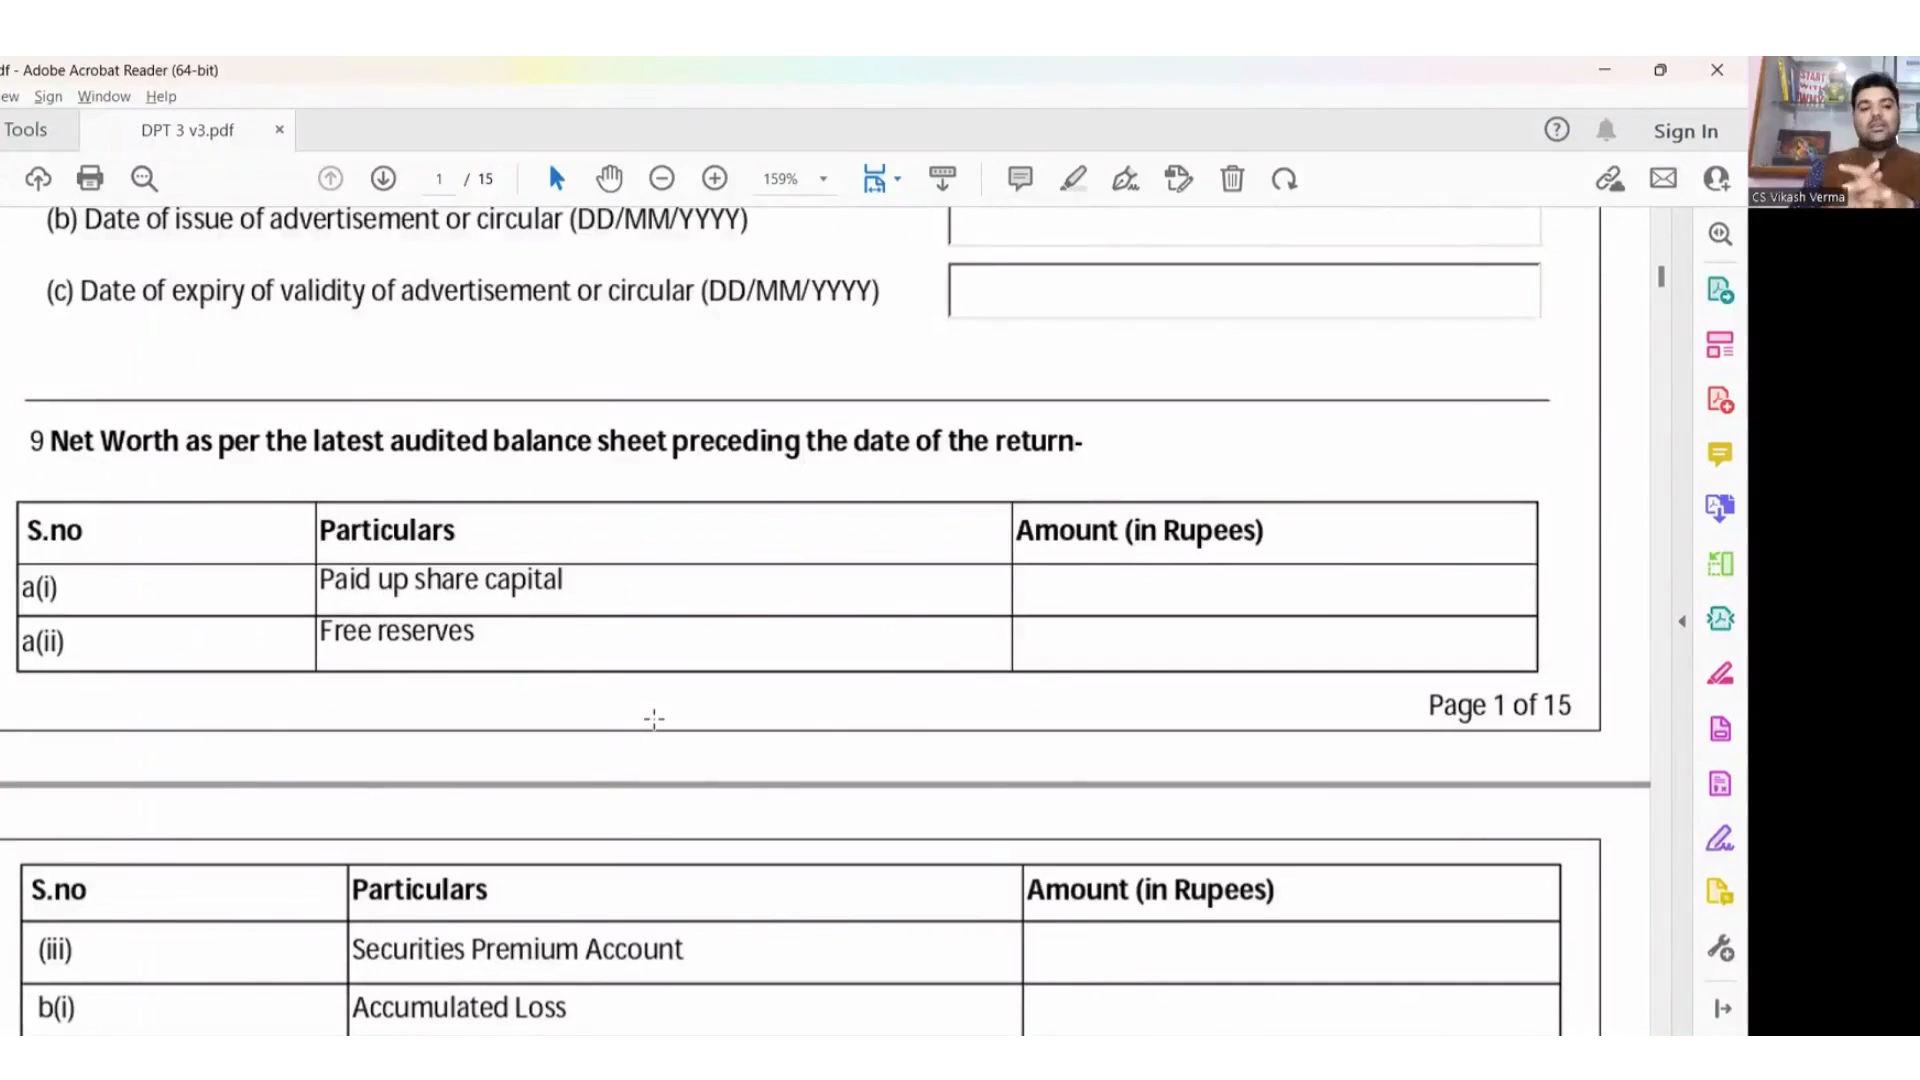 df - Adobe Acrobat Reader (64-bit)
ew Sign Window Help
Tools DPT 3 v3.pdf Sign In
1 / 15 159%
START
WITH
WHY
CS Vikash Verma
(b) Date of issue of advertisement or circular (DD/MM/YYYY)
(c) Date of expiry of validity of advertisement or circular (DD/MM/YYYY)
9 Net Worth as per the latest audited balance sheet preceding the date of the return-
S.no Particulars Amount (in Rupees)
a(i) Paid up share capital
a(ii) Free reserves
Page 1 of 15
S.no Particulars Amount (in Rupees)
(iii) Securities Premium Account
b(i) Accumulated Loss